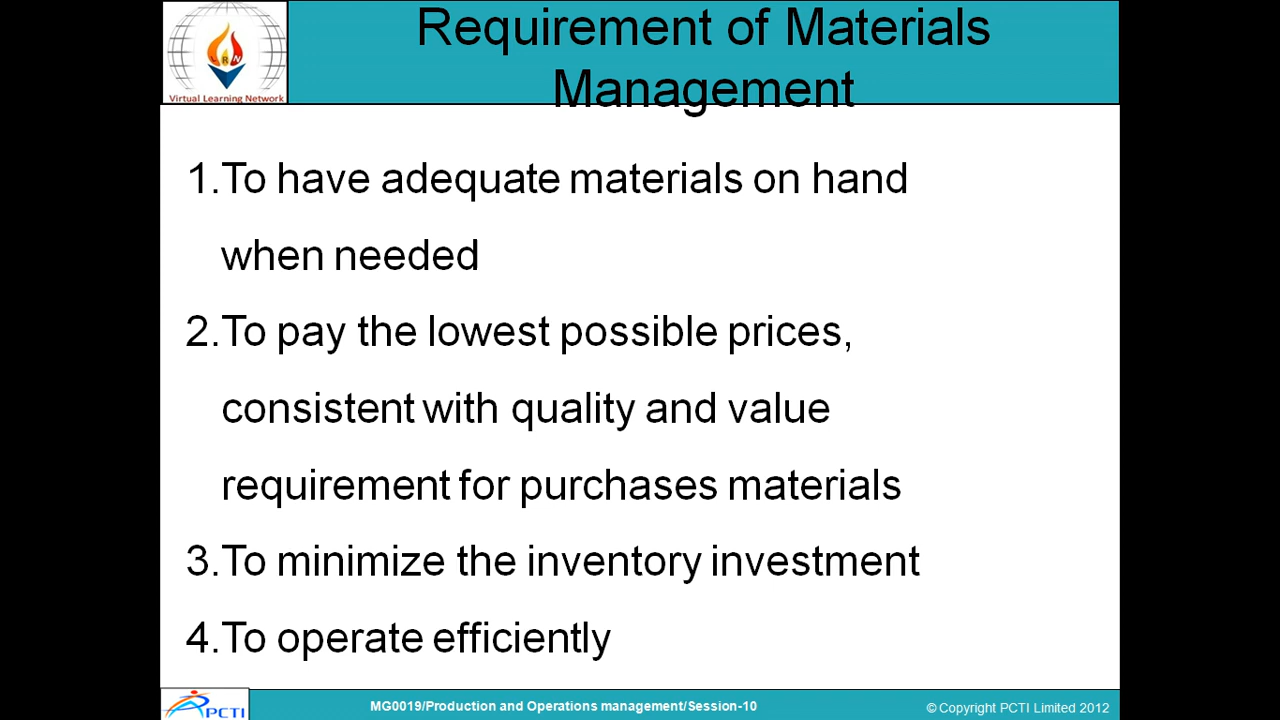 Requirement of Materials
Management
LRN
Virtual Learning Network
1.To have adequate materials on hand
when needed
2.To pay the lowest possible prices,
consistent with quality and value
requirement for purchases materials
3.To minimize the inventory investment
4.To operate efficiently
PCTI
MG0019/Production and Operations management/Session-10
© Copyright PCTI Limited 2012